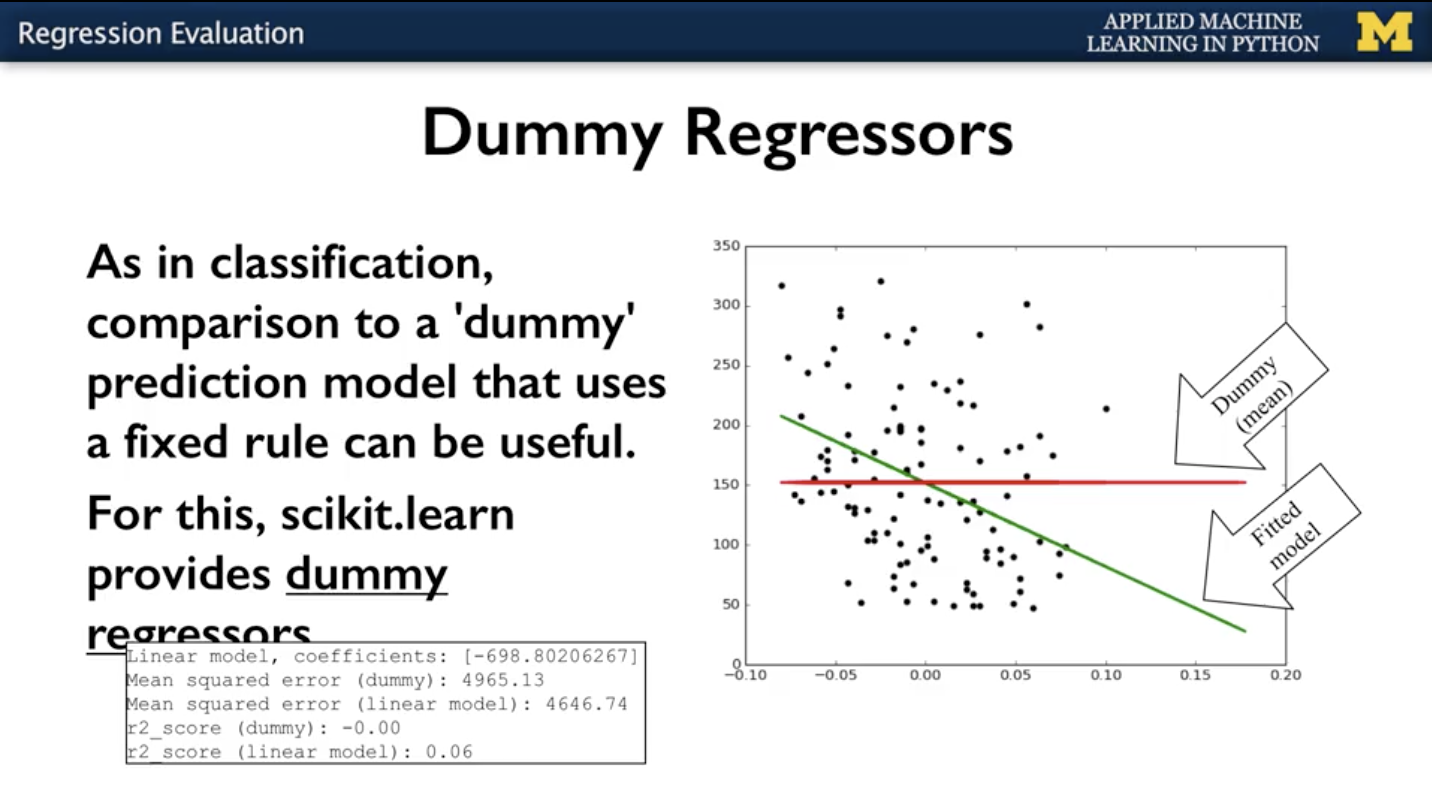 Regression Evaluation
APPLIED MACHINE
LEARNING IN PYTHON
M
Dummy Regressors
As in classification,
comparison to a 'dummy'
prediction model that uses
a fixed rule can be useful.
For this, scikit.learn
provides dummy
regressors
Linear model, coefficients: [-698.80206267]
Mean squared error (dummy): 4965.13
Mean squared error (linear model): 4646.74
r2_score (dummy): -0.00
r2_score (linear model): 0.06
350
300
250
200
150
100
50
0
−0.10 −0.05 0.00 0.05 0.10 0.15 0.20
Dummy
(mean)
Fitted
model